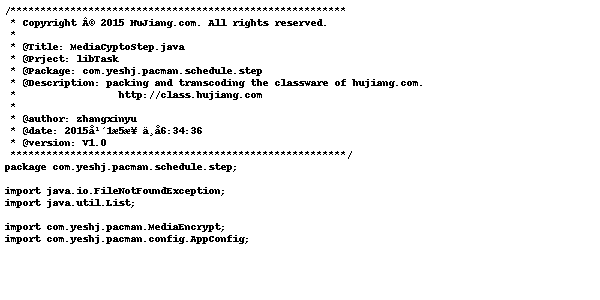 /********************************************************
* Copyright Â© 2015 HuJiang.com. All rights reserved.
*
* @Title: MediaCyptoStep.java
* @Prject: libTask
* @Package: com.yeshj.pacman.schedule.step
* @Description: packing and transcoding the classware of hujiang.com.
* http://class.hujiang.com
*
* @author: zhangxinyu
* @date: 2015å¹´1æ5æ¥ ä¸å6:34:36
* @version: V1.0
********************************************************/
package com.yeshj.pacman.schedule.step;
import java.io.FileNotFoundException;
import java.util.List;
import com.yeshj.pacman.MediaEncrypt;
import com.yeshj.pacman.config.AppConfig;